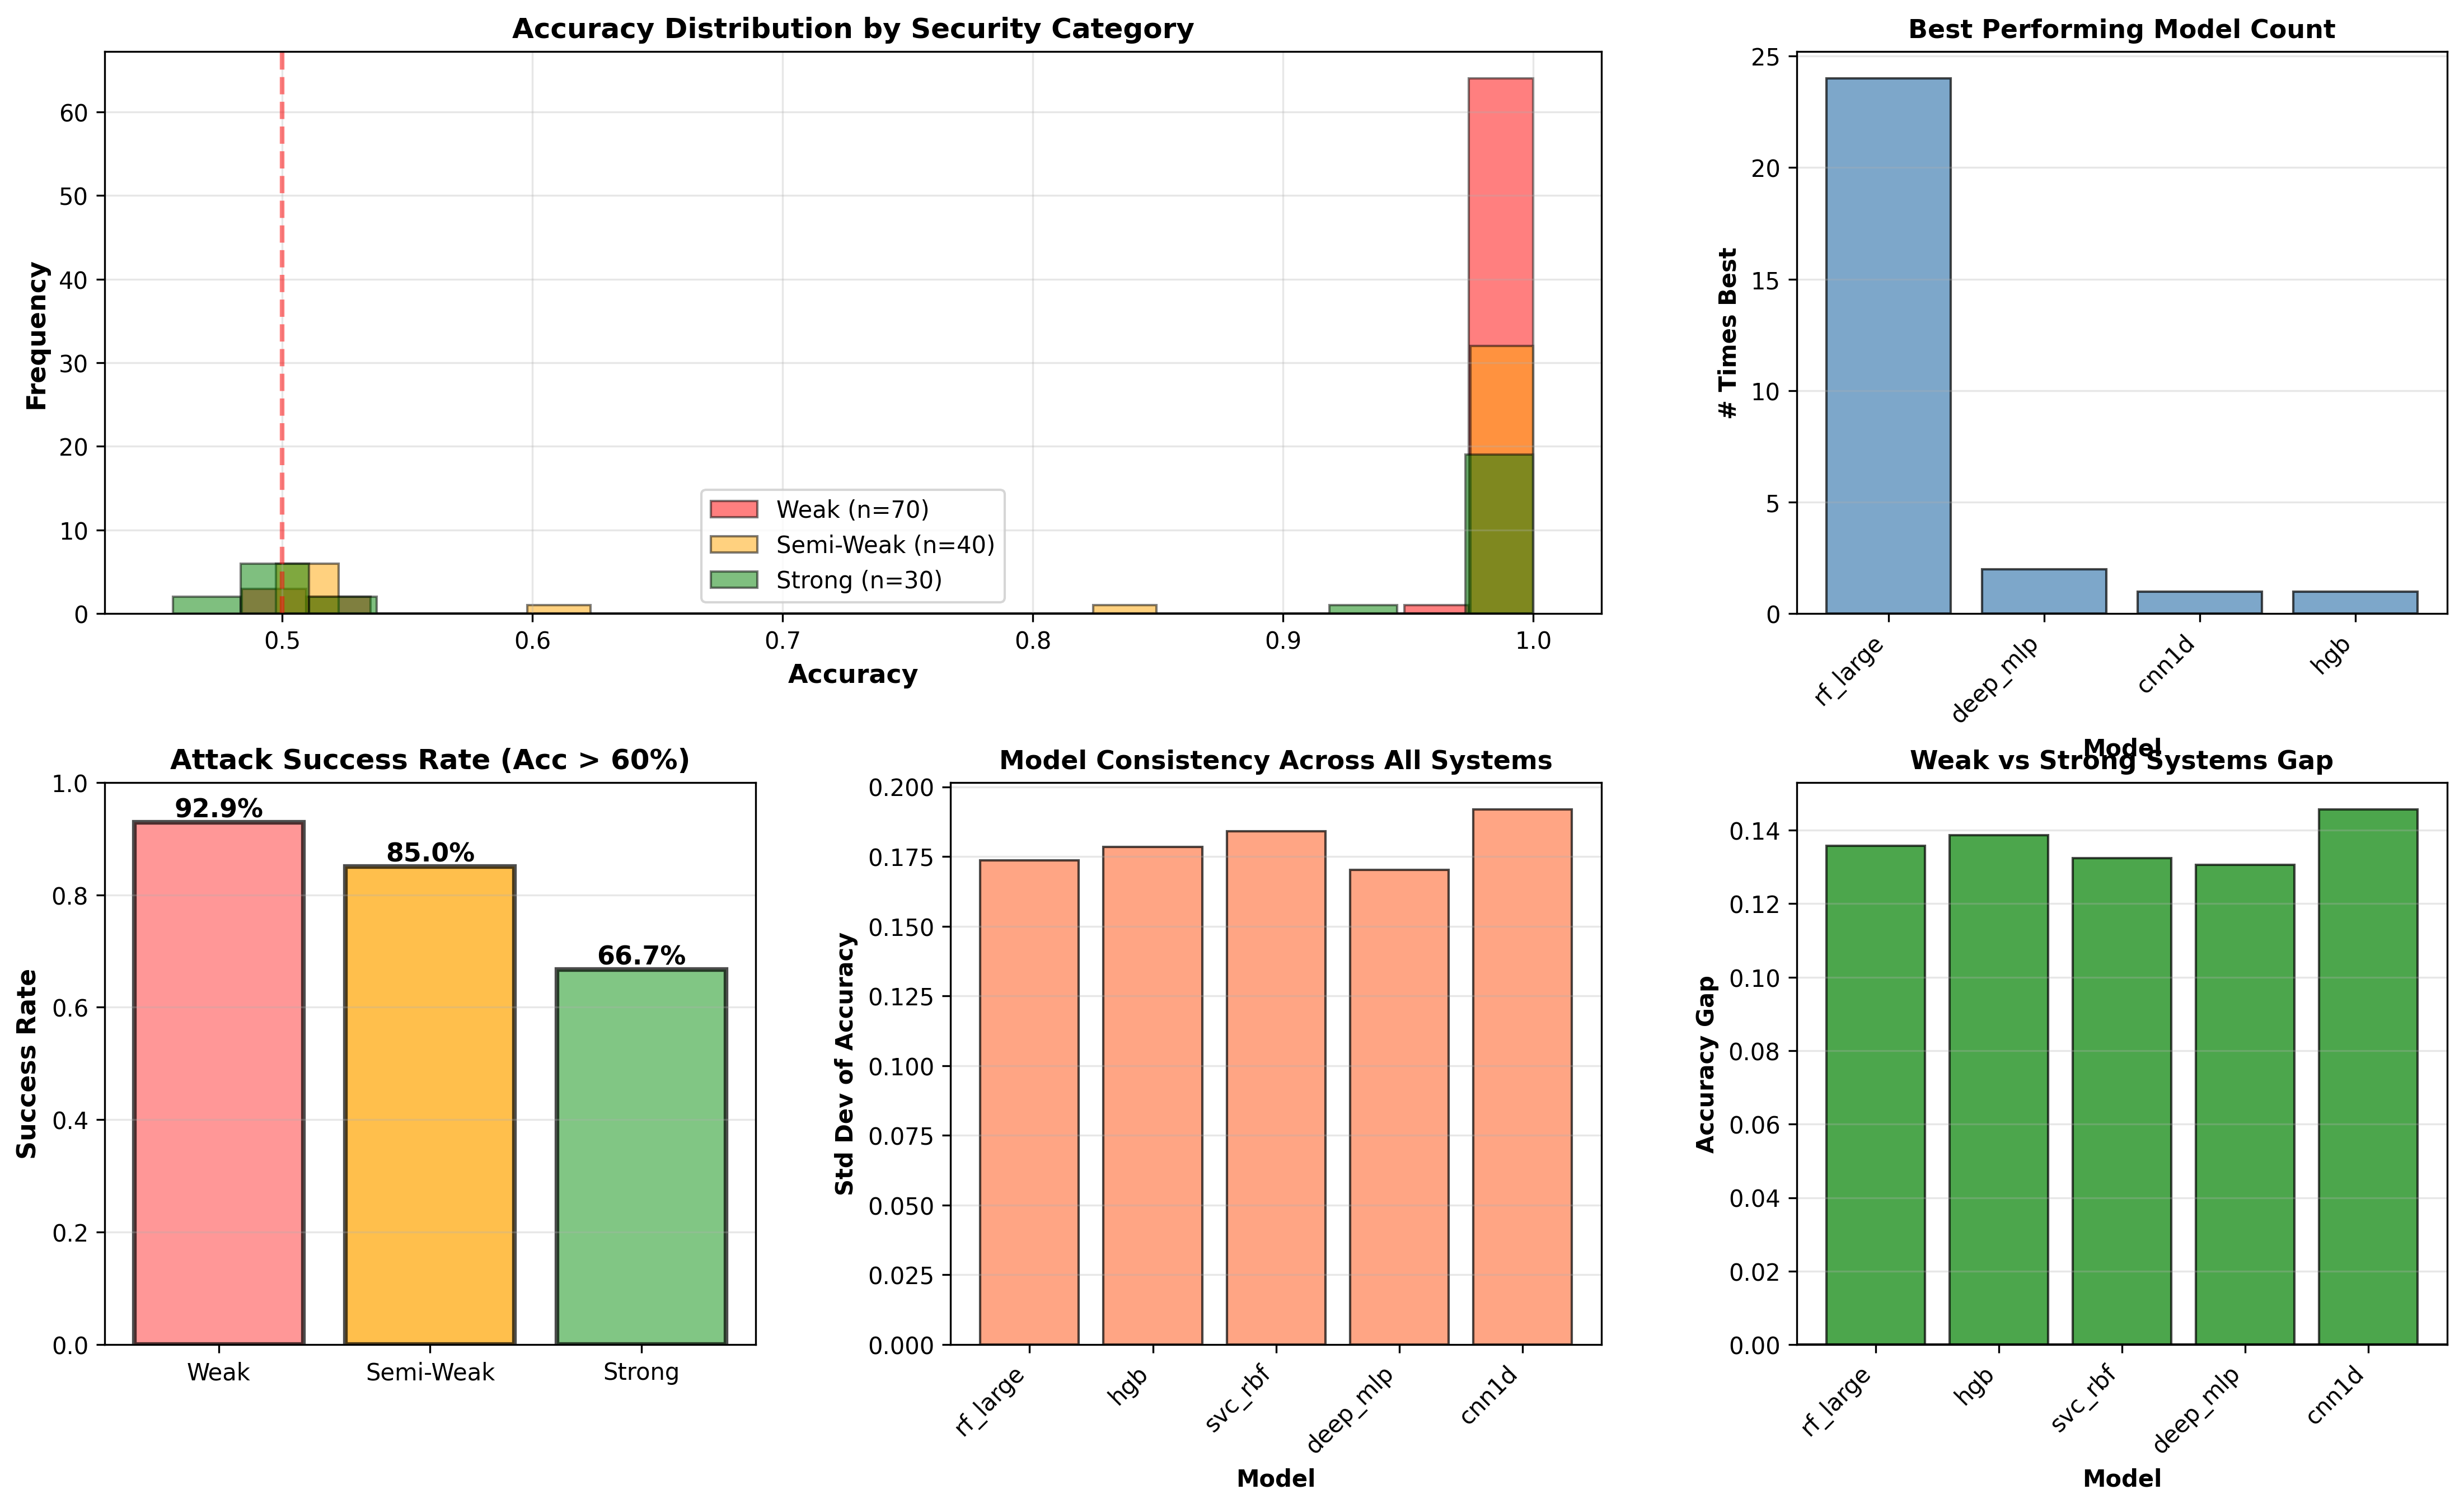 Accuracy Distribution by Security Category
Frequency
60
50
40
30
20
10
0
Weak (n=70)
Semi-Weak (n=40)
Strong (n=30)
0.5 0.6 0.7 0.8 0.9 1.0
Accuracy
Best Performing Model Count
# Times Best
25
20
15
10
5
0
rf_large deep_mlp cnn1d hgb
Model
Attack Success Rate (Acc > 60%)
Success Rate
1.0
0.8
0.6
0.4
0.2
0.0
92.9%
85.0%
66.7%
Weak Semi-Weak Strong
Model Consistency Across All Systems
Std Dev of Accuracy
0.200
0.175
0.150
0.125
0.100
0.075
0.050
0.025
0.000
rf_large hgb svc_rbf deep_mlp cnn1d
Model
Weak vs Strong Systems Gap
Accuracy Gap
0.14
0.12
0.10
0.08
0.06
0.04
0.02
0.00
rf_large hgb svc_rbf deep_mlp cnn1d
Model